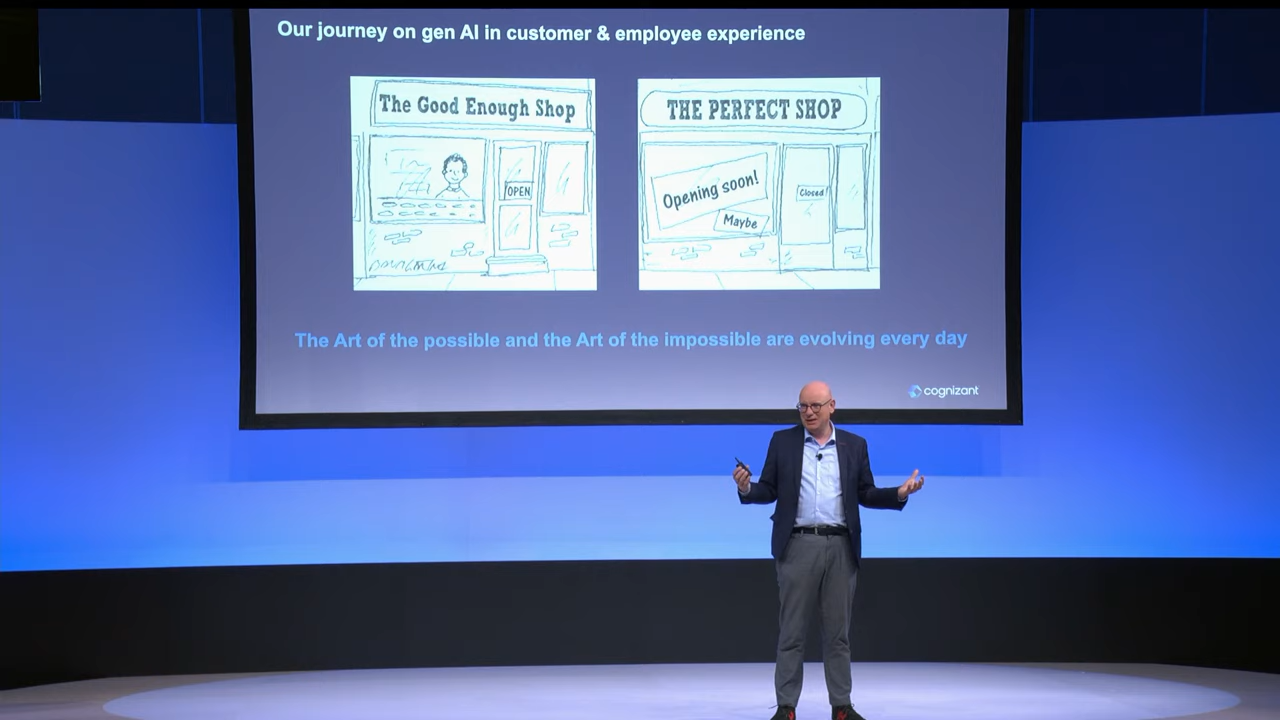 Our journey on gen AI in customer & employee experience
The Good Enough Shop
OPEN
THE PERFECT SHOP
Opening soon!
Maybe
Closed
The Art of the possible and the Art of the impossible are evolving every day
cognizant